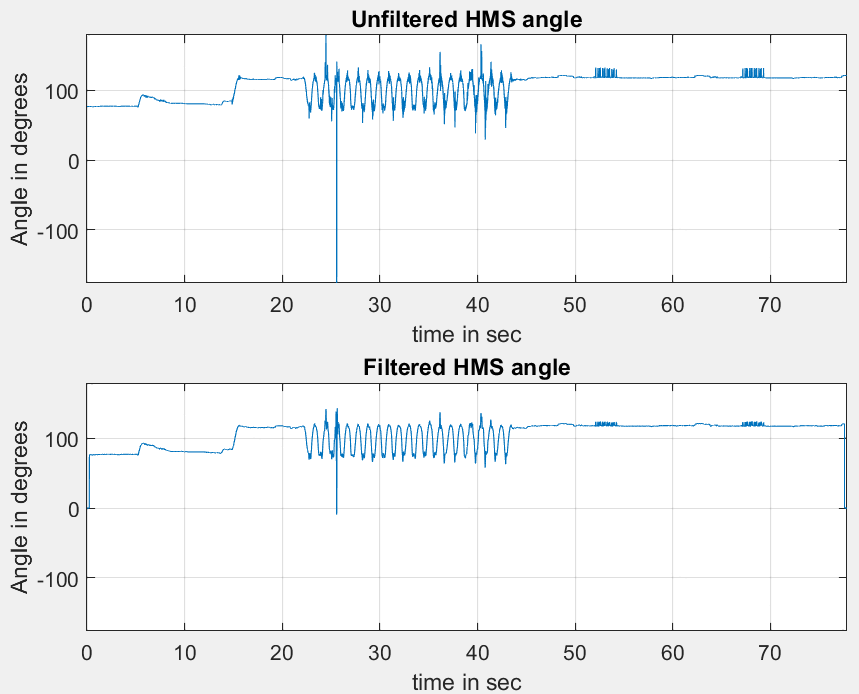 Unfiltered HMS angle
Angle in degrees
100
0
-100
0 10 20 30 40 50 60 70
time in sec
Filtered HMS angle
Angle in degrees
100
0
-100
0 10 20 30 40 50 60 70
time in sec